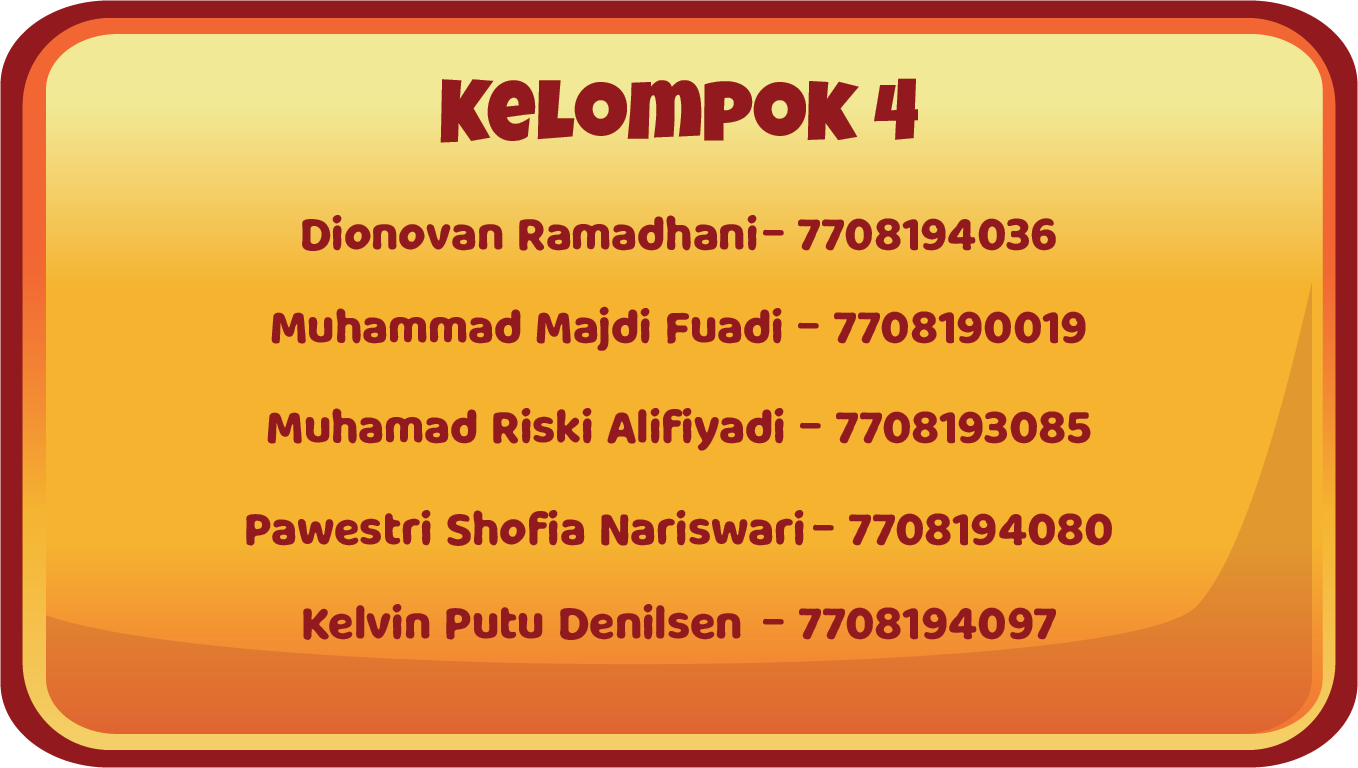 Kelompok 4
Dionovan Ramadhani- 7708194036
Muhammad Majdi Fuadi - 7708190019
Muhamad Riski Alifiyadi - 7708193085
Pawestri Shofia Nariswari- 7708194080
Kelvin Putu Denilsen - 7708194097